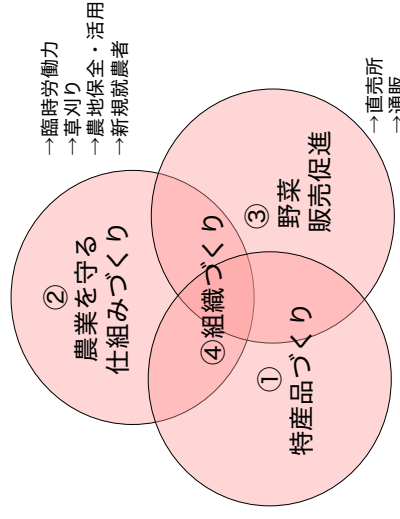 ②
農業を守る
仕組みづくり
→臨時労働力
→草刈り
→農地保全・活用
→新規就農者
④組織づくり
①
特産品づくり
③
野菜
販売促進
→直売所
→通販